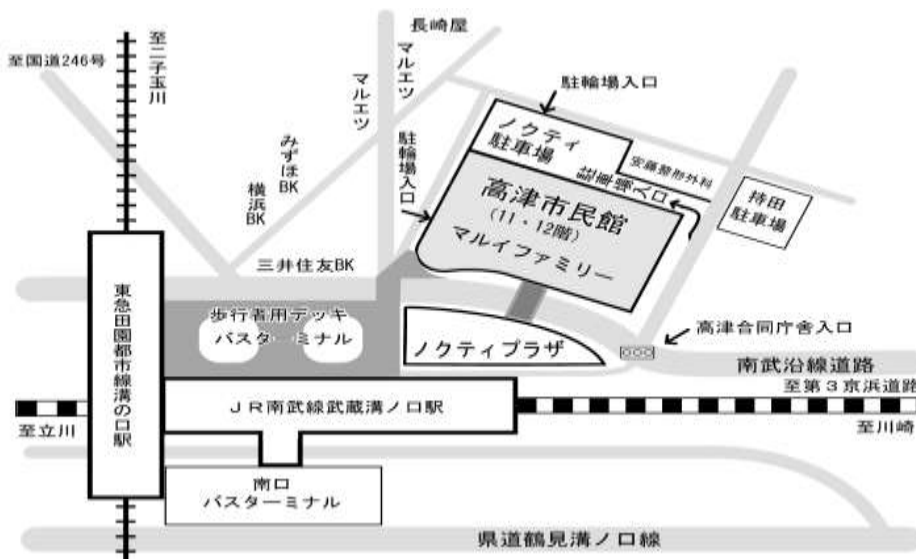 長崎屋
至国道246号
至二子玉川
マルエツ
マルエツ
駐輪場入口
みずほBK
横浜BK
駐輪場入口
ノクティ
駐車場
安藤整形外科
駐車場入口
持田
駐車場
高津市民館
(11・12階)
マルイファミリー
三井住友BK
歩行者用デッキ
バスターミナル
ノクティプラザ
高津合同庁舎入口
南武沿線道路
至第3京浜道路
東急田園都市線溝の口駅
JR南武線武蔵溝ノ口駅
至立川
至川崎
南口
バスターミナル
県道鶴見溝ノ口線